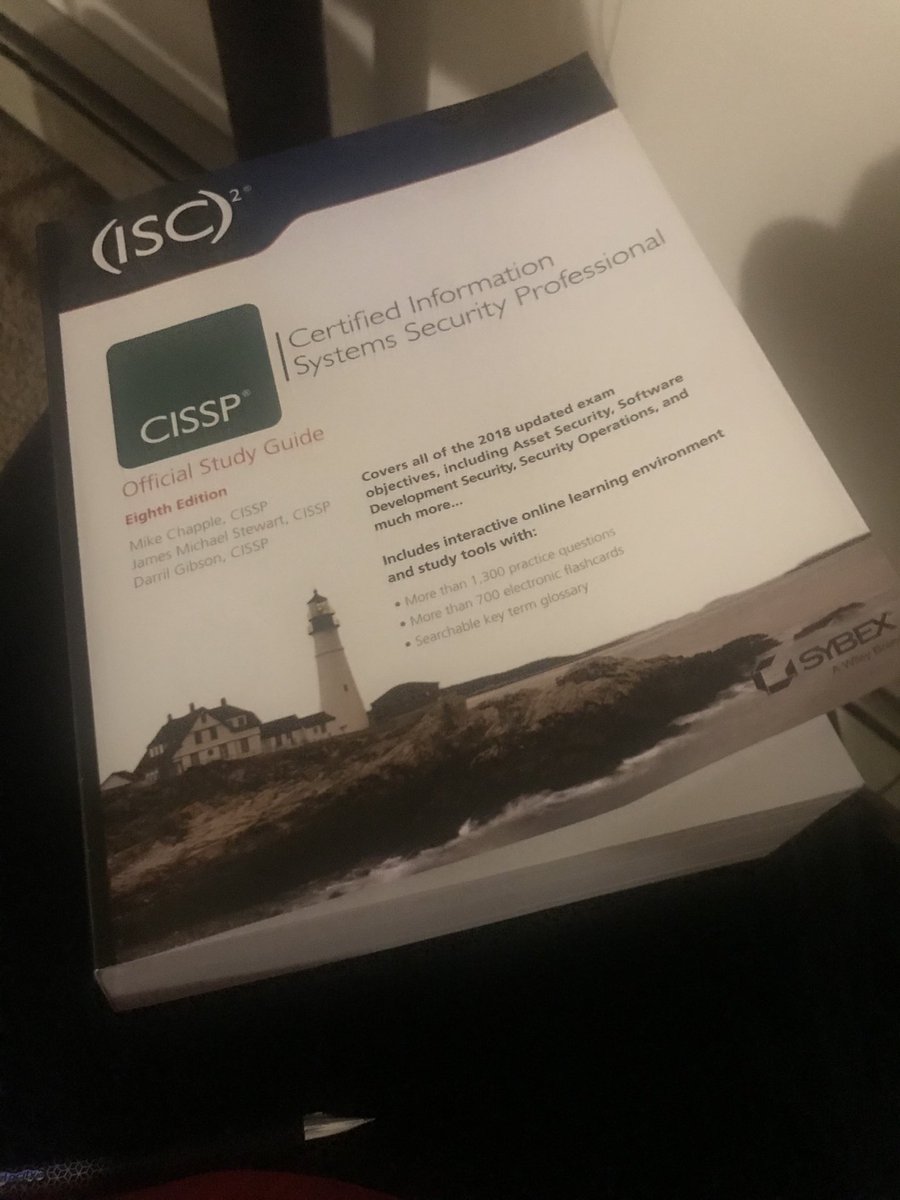 (ISC)²®
Certified Information
Systems Security Professional
CISSP®
Official Study Guide
Eighth Edition
Mike Chapple, CISSP
James Michael Stewart, CISSP
Darril Gibson, CISSP
Covers all of the 2018 updated exam
objectives, including Asset Security, Software
Development Security, Security Operations, and
much more...
Includes interactive online learning environment
and study tools with:
• More than 1,300 practice questions
• More than 700 electronic flashcards
• Searchable key term glossary
SYBEX
A Wiley